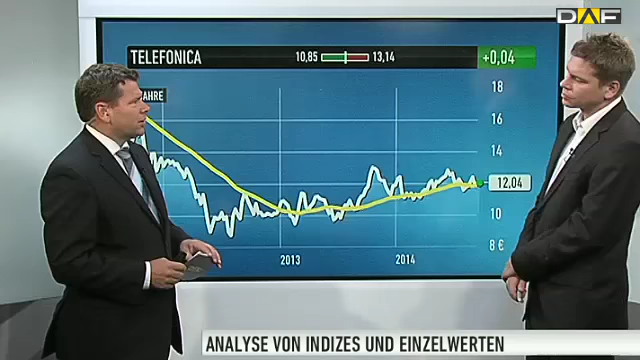 DAF
TELEFONICA 10,85 13,14 +0,04
JAHRE
18
16
14
12,04
10
8 €
2013 2014
ANALYSE VON INDIZES UND EINZELWERTEN